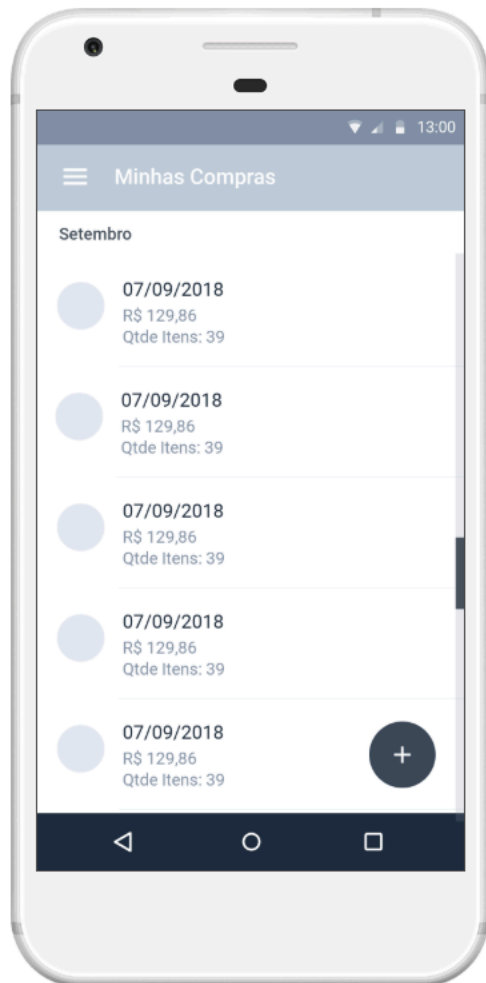 13:00
Minhas Compras
Setembro
07/09/2018
R$ 129,86
Qtde Itens: 39
07/09/2018
R$ 129,86
Qtde Itens: 39
07/09/2018
R$ 129,86
Qtde Itens: 39
07/09/2018
R$ 129,86
Qtde Itens: 39
07/09/2018
R$ 129,86
Qtde Itens: 39